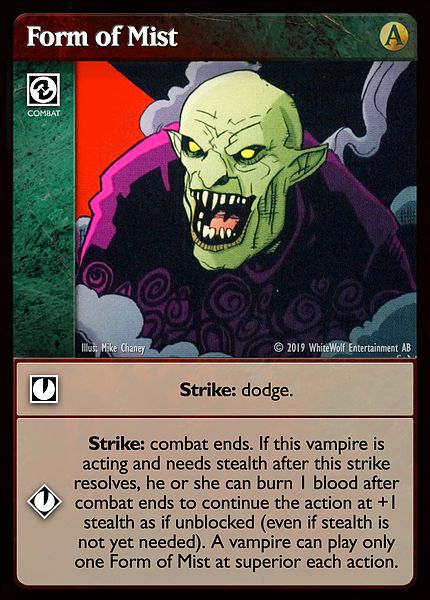 Form of Mist
A
COMBAT
Illus: Mike Chaney
© 2019 WhiteWolf Entertainment AB
Strike: dodge.
Strike: combat ends. If this vampire is
acting and needs stealth after this strike
resolves, he or she can burn 1 blood after
combat ends to continue the action at +1
stealth as if unblocked (even if stealth is
not yet needed). A vampire can play only
one Form of Mist at superior each action.